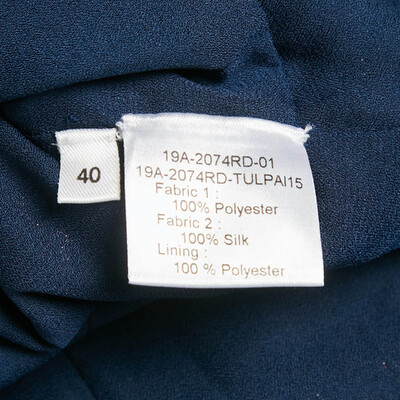 40
19A-2074RD-01
19A-2074RD-TULPAI15
Fabric 1 :
100% Polyester
Fabric 2 :
100% Silk
Lining :
100 % Polyester